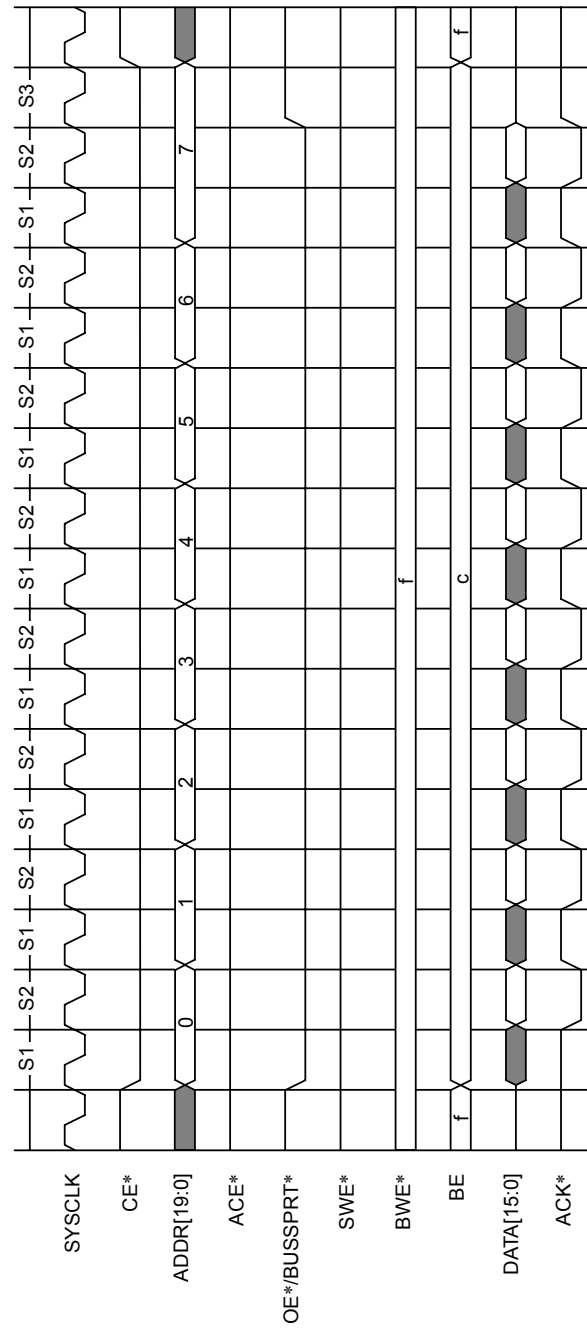 S1 S2 S1 S2 S1 S2 S1 S2 S1 S2 S1 S2 S1 S2 S1 S2 S3
SYSCLK
CE*
ADDR[19:0] 0 1 2 3 4 5 6 7
ACE*
OE*/BUSSPRT*
SWE*
BWE* f
BE f c f
DATA[15:0]
ACK*